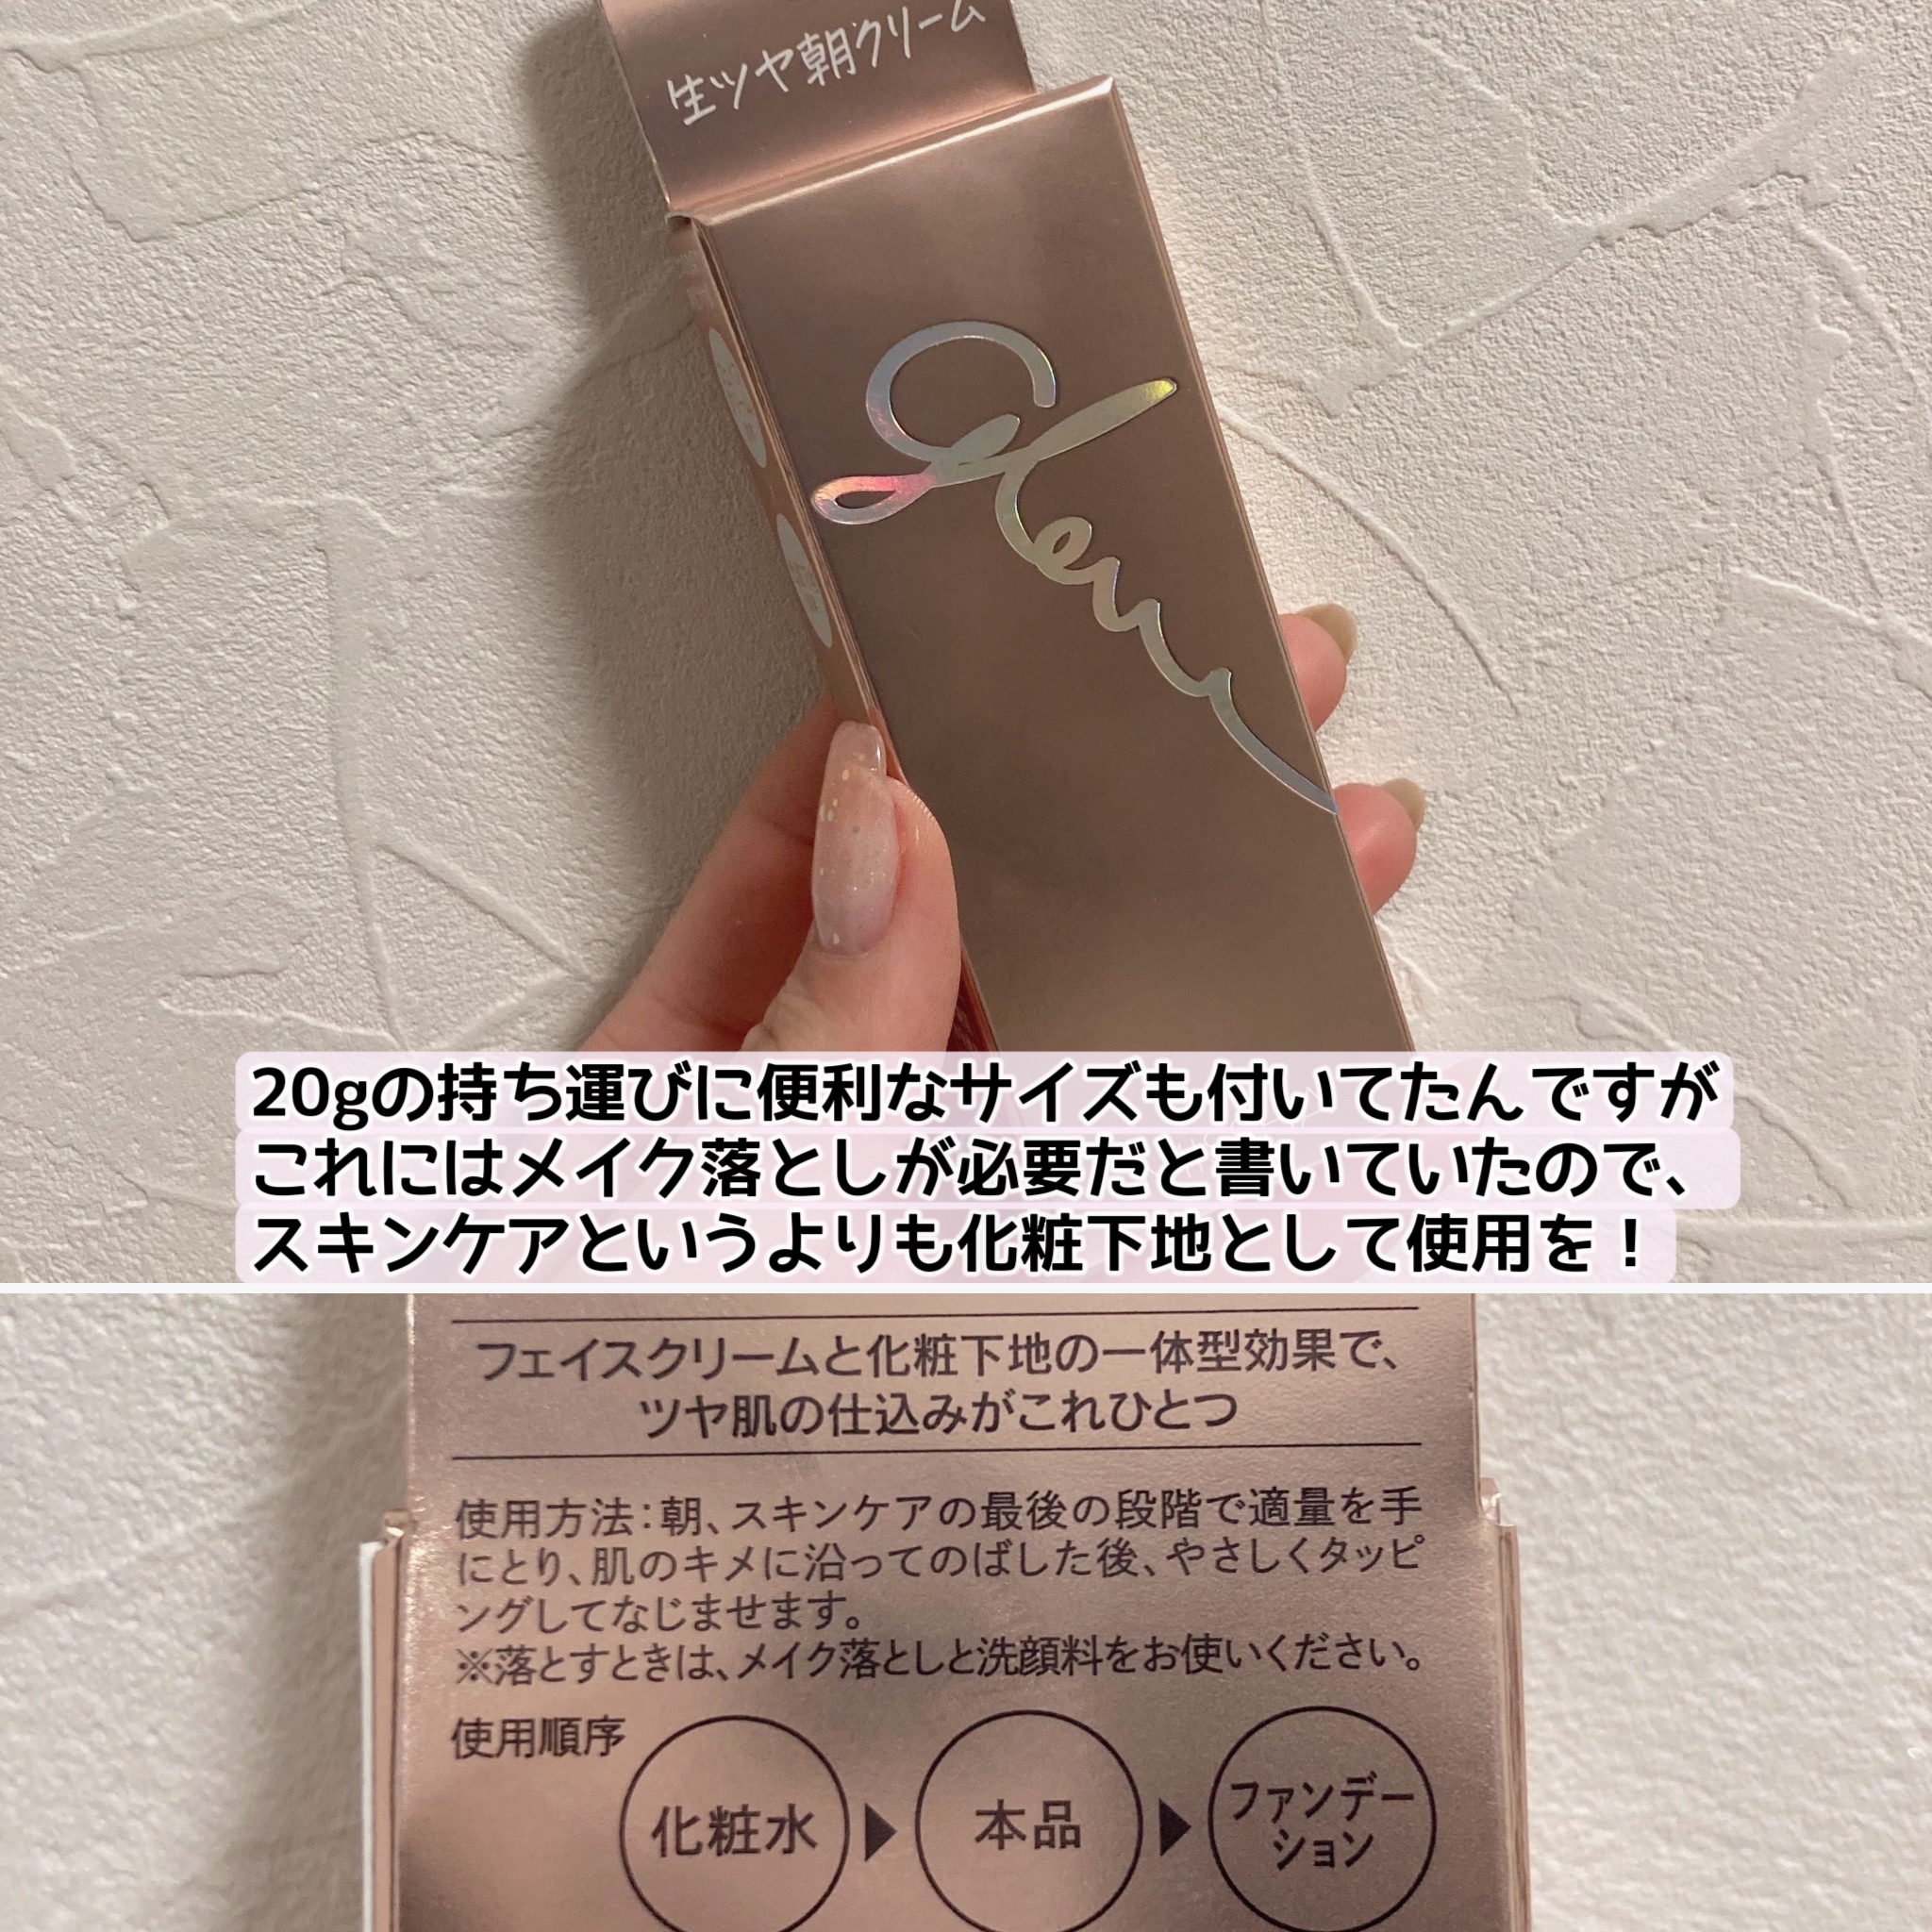 生ツヤ朝クリーム
Glew
20gの持ち運びに便利なサイズも付いてたんですが
これにはメイク落としが必要だと書いていたので、
スキンケアというよりも化粧下地として使用を！
フェイスクリームと化粧下地の一体型効果で、
ツヤ肌の仕込みがこれひとつ
使用方法：朝、スキンケアの最後の段階で適量を手
にとり、肌のキメに沿ってのばした後、やさしくタッピ
ングしてなじませます。
※落とすときは、メイク落としと洗顔料をお使いください。
使用順序
化粧水
本品
ファンデー
ション